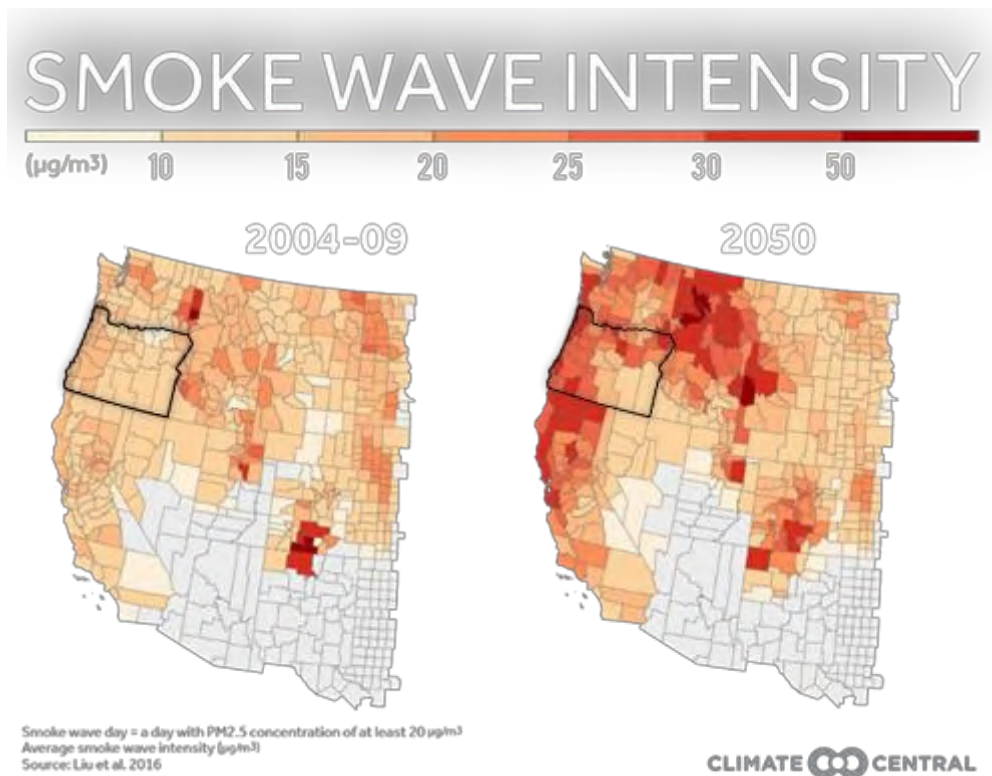 SMOKE WAVE INTENSITY
(µg/m3) 10 15 20 25 30 50
2004-09 2050
Smoke wave day = a day with PM2.5 concentration of at least 20 µg/m3
Average smoke wave intensity (µg/m3)
Source: Liu et al. 2016
CLIMATE CENTRAL